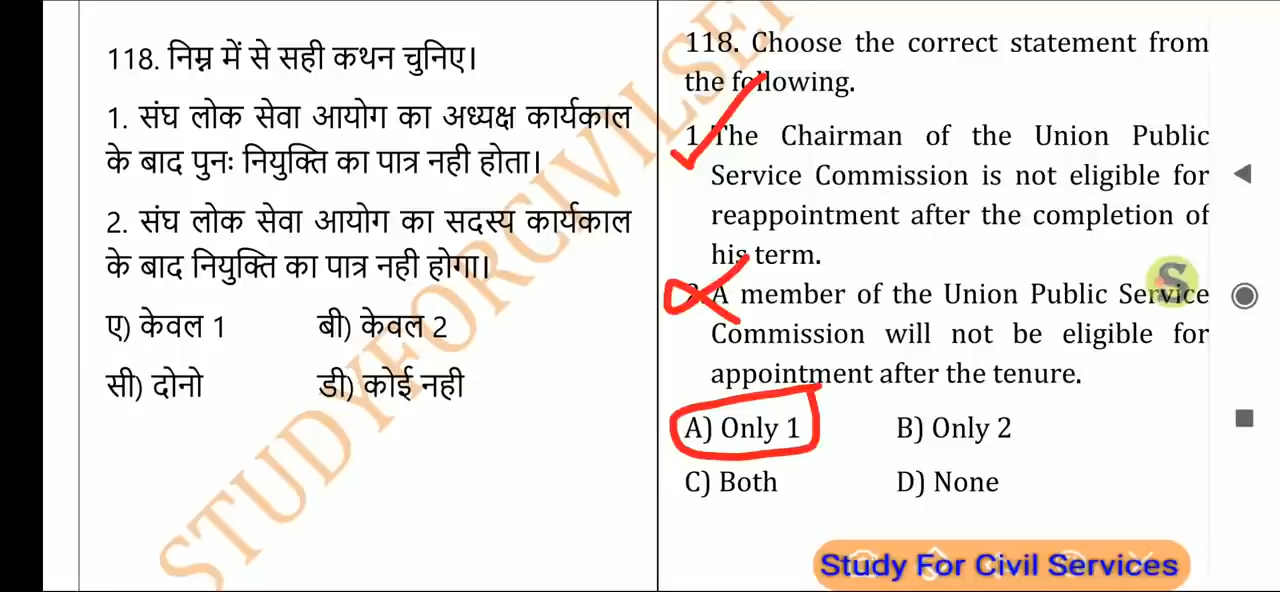 118. निम्न में से सही कथन चुनिए।
1. संघ लोक सेवा आयोग का अध्यक्ष कार्यकाल
के बाद पुनः नियुक्ति का पात्र नही होता।
2. संघ लोक सेवा आयोग का सदस्य कार्यकाल
के बाद नियुक्ति का पात्र नही होगा।
ए) केवल 1 बी) केवल 2
सी) दोनो डी) कोई नही
118. Choose the correct statement from
the following.
1. The Chairman of the Union Public
Service Commission is not eligible for
reappointment after the completion of
his term.
2. A member of the Union Public Service
Commission will not be eligible for
appointment after the tenure.
A) Only 1 B) Only 2
C) Both D) None
STUDYFORCIVILSE
S
Study For Civil Services